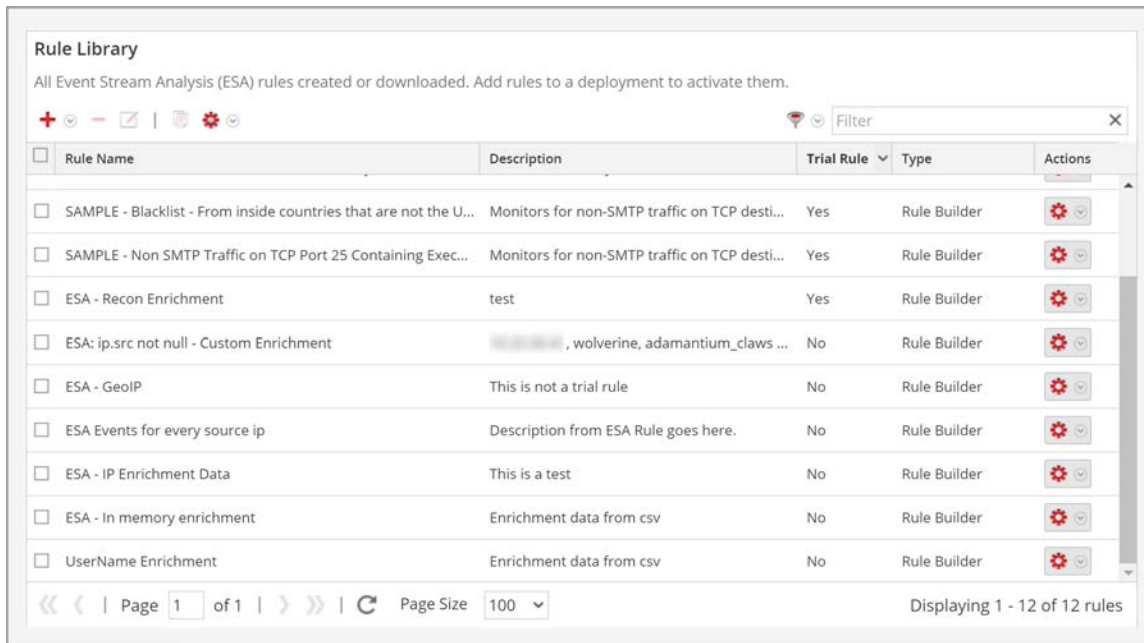 Rule Library
All Event Stream Analysis (ESA) rules created or downloaded. Add rules to a deployment to activate them.
Filter
Rule Name Description Trial Rule Type Actions
SAMPLE - Blacklist - From inside countries that are not the U... Monitors for non-SMTP traffic on TCP desti... Yes Rule Builder
SAMPLE - Non SMTP Traffic on TCP Port 25 Containing Exec... Monitors for non-SMTP traffic on TCP desti... Yes Rule Builder
ESA - Recon Enrichment test Yes Rule Builder
ESA: ip.src not null - Custom Enrichment , wolverine, adamantium_claws ... No Rule Builder
ESA - GeoIP This is not a trial rule No Rule Builder
ESA Events for every source ip Description from ESA Rule goes here. No Rule Builder
ESA - IP Enrichment Data This is a test No Rule Builder
ESA - In memory enrichment Enrichment data from csv No Rule Builder
UserName Enrichment Enrichment data from csv No Rule Builder
Page 1 of 1 Page Size 100 Displaying 1 - 12 of 12 rules